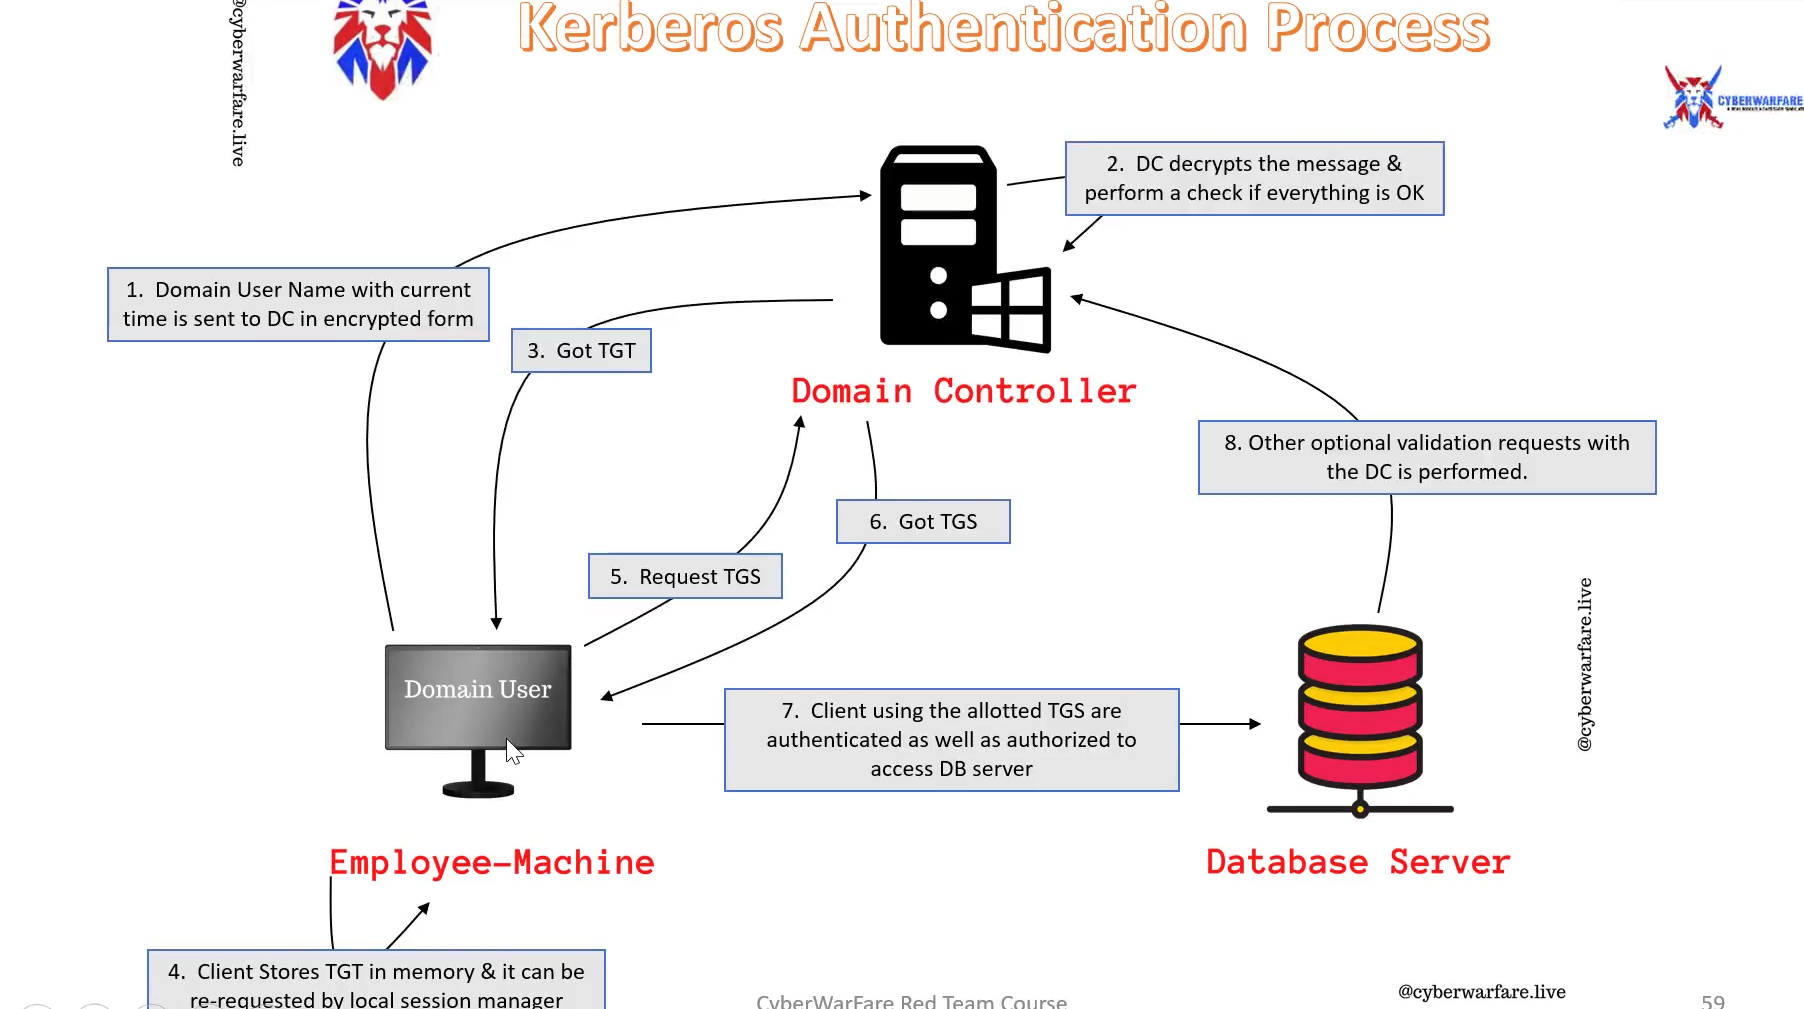 Kerberos Authentication Process
@cyberwarfare.live
CYBERWARFARE
2. DC decrypts the message &
perform a check if everything is OK
1. Domain User Name with current
time is sent to DC in encrypted form
3. Got TGT
Domain Controller
8. Other optional validation requests with
the DC is performed.
6. Got TGS
5. Request TGS
@cyberwarfare.live
Domain User
7. Client using the allotted TGS are
authenticated as well as authorized to
access DB server
Employee-Machine
Database Server
4. Client Stores TGT in memory & it can be
re-requested by local session manager
@cyberwarfare.live
CyberWarFare Red Team Course
59